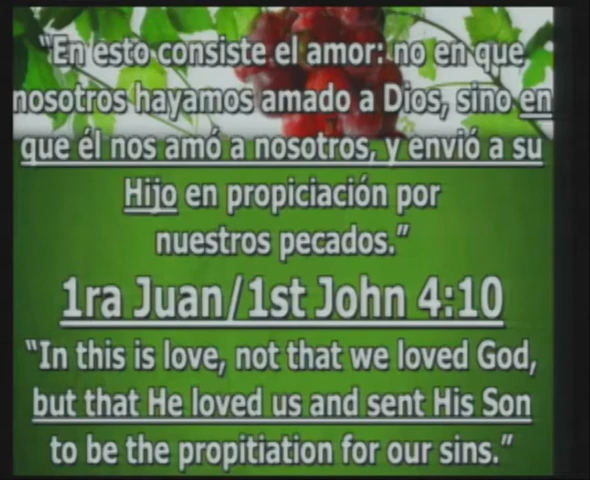 “En esto consiste el amor: no en que
nosotros hayamos amado a Dios, sino en
que él nos amó a nosotros, y envió a su
Hijo en propiciación por
nuestros pecados.”
1ra Juan/1st John 4:10
“In this is love, not that we loved God,
but that He loved us and sent His Son
to be the propitiation for our sins.”